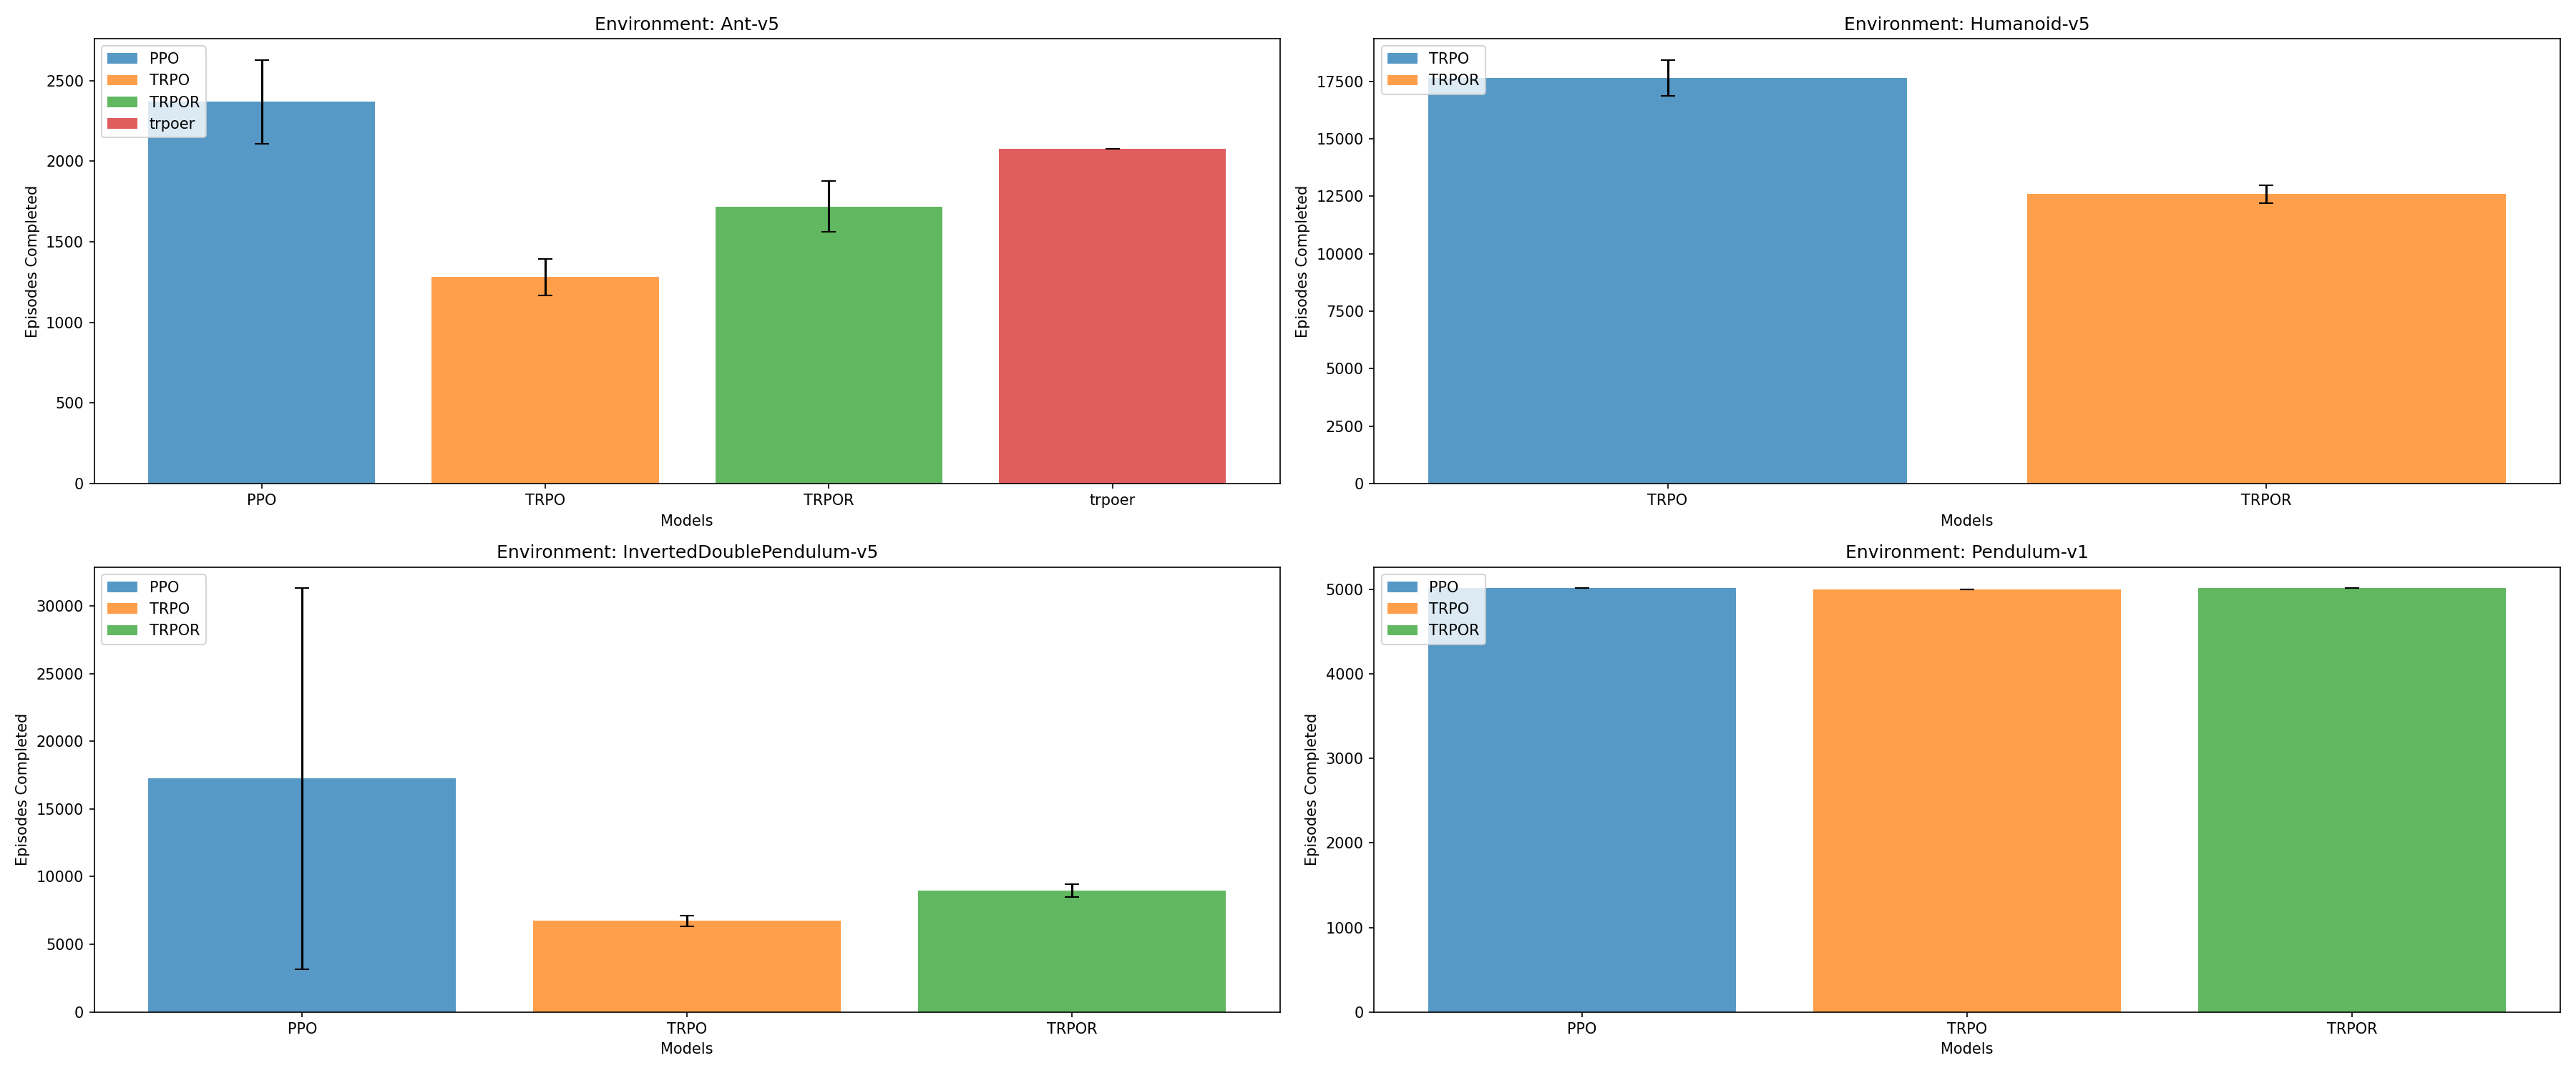 Environment: Ant-v5
PPO
TRPO
TRPOR
trpoer
Episodes Completed
2500
2000
1500
1000
500
0
PPO
TRPO
TRPOR
trpoer
Models
Environment: Humanoid-v5
TRPO
TRPOR
Episodes Completed
17500
15000
12500
10000
7500
5000
2500
0
TRPO
TRPOR
Models
Environment: InvertedDoublePendulum-v5
PPO
TRPO
TRPOR
Episodes Completed
30000
25000
20000
15000
10000
5000
0
PPO
TRPO
TRPOR
Models
Environment: Pendulum-v1
PPO
TRPO
TRPOR
Episodes Completed
5000
4000
3000
2000
1000
0
PPO
TRPO
TRPOR
Models